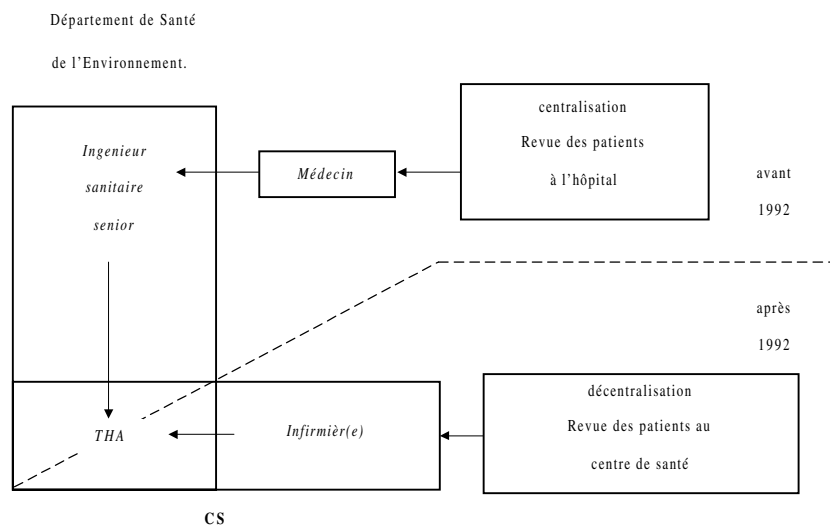 Département de Santé
de l'Environnement.
centralisation
Revue des patients
à l'hôpital
Ingenieur
sanitaire
senior
Médecin
avant
1992
après
1992
décentralisation
Revue des patients au
centre de santé
THA
Infirmièr(e)
CS